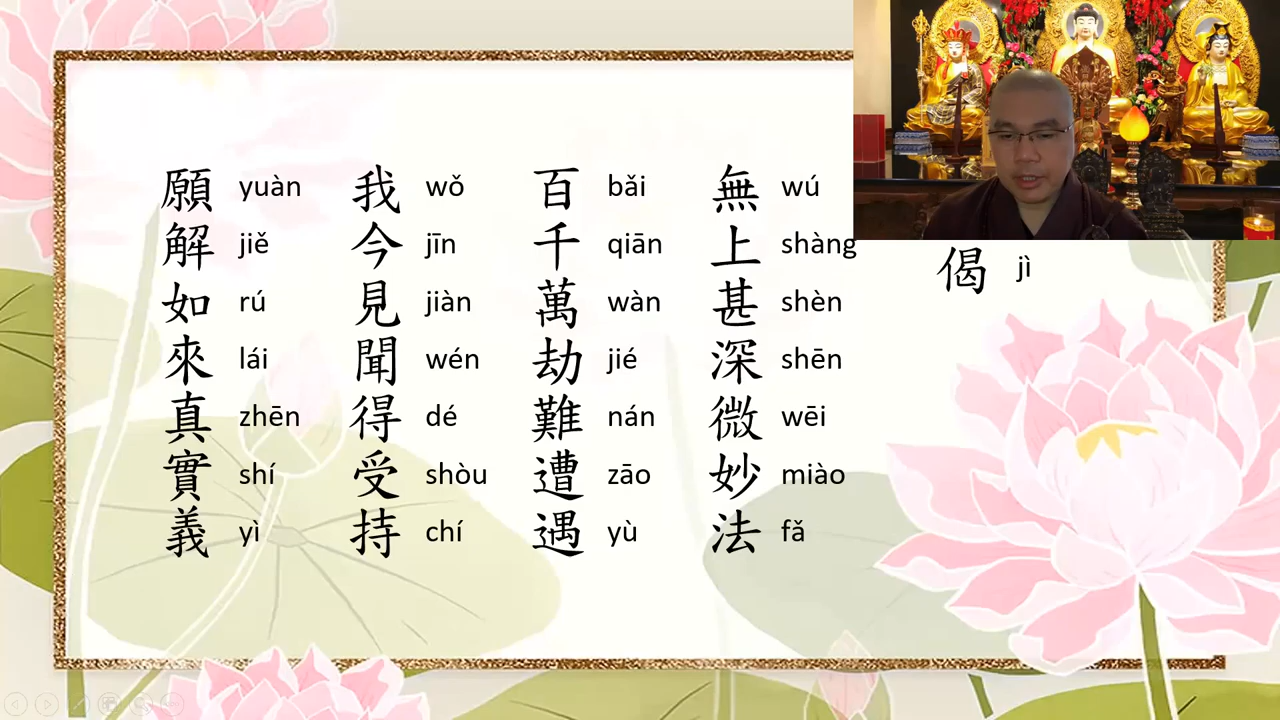 偈 jì
無 wú 上 shàng 甚 shèn 深 shēn 微 wēi 妙 miào 法 fǎ
百 bǎi 千 qiān 萬 wàn 劫 jié 難 nán 遭 zāo 遇 yù
我 wǒ 今 jīn 見 jiàn 聞 wén 得 dé 受 shòu 持 chí
願 yuàn 解 jiě 如 rú 來 lái 真 zhēn 實 shí 義 yì